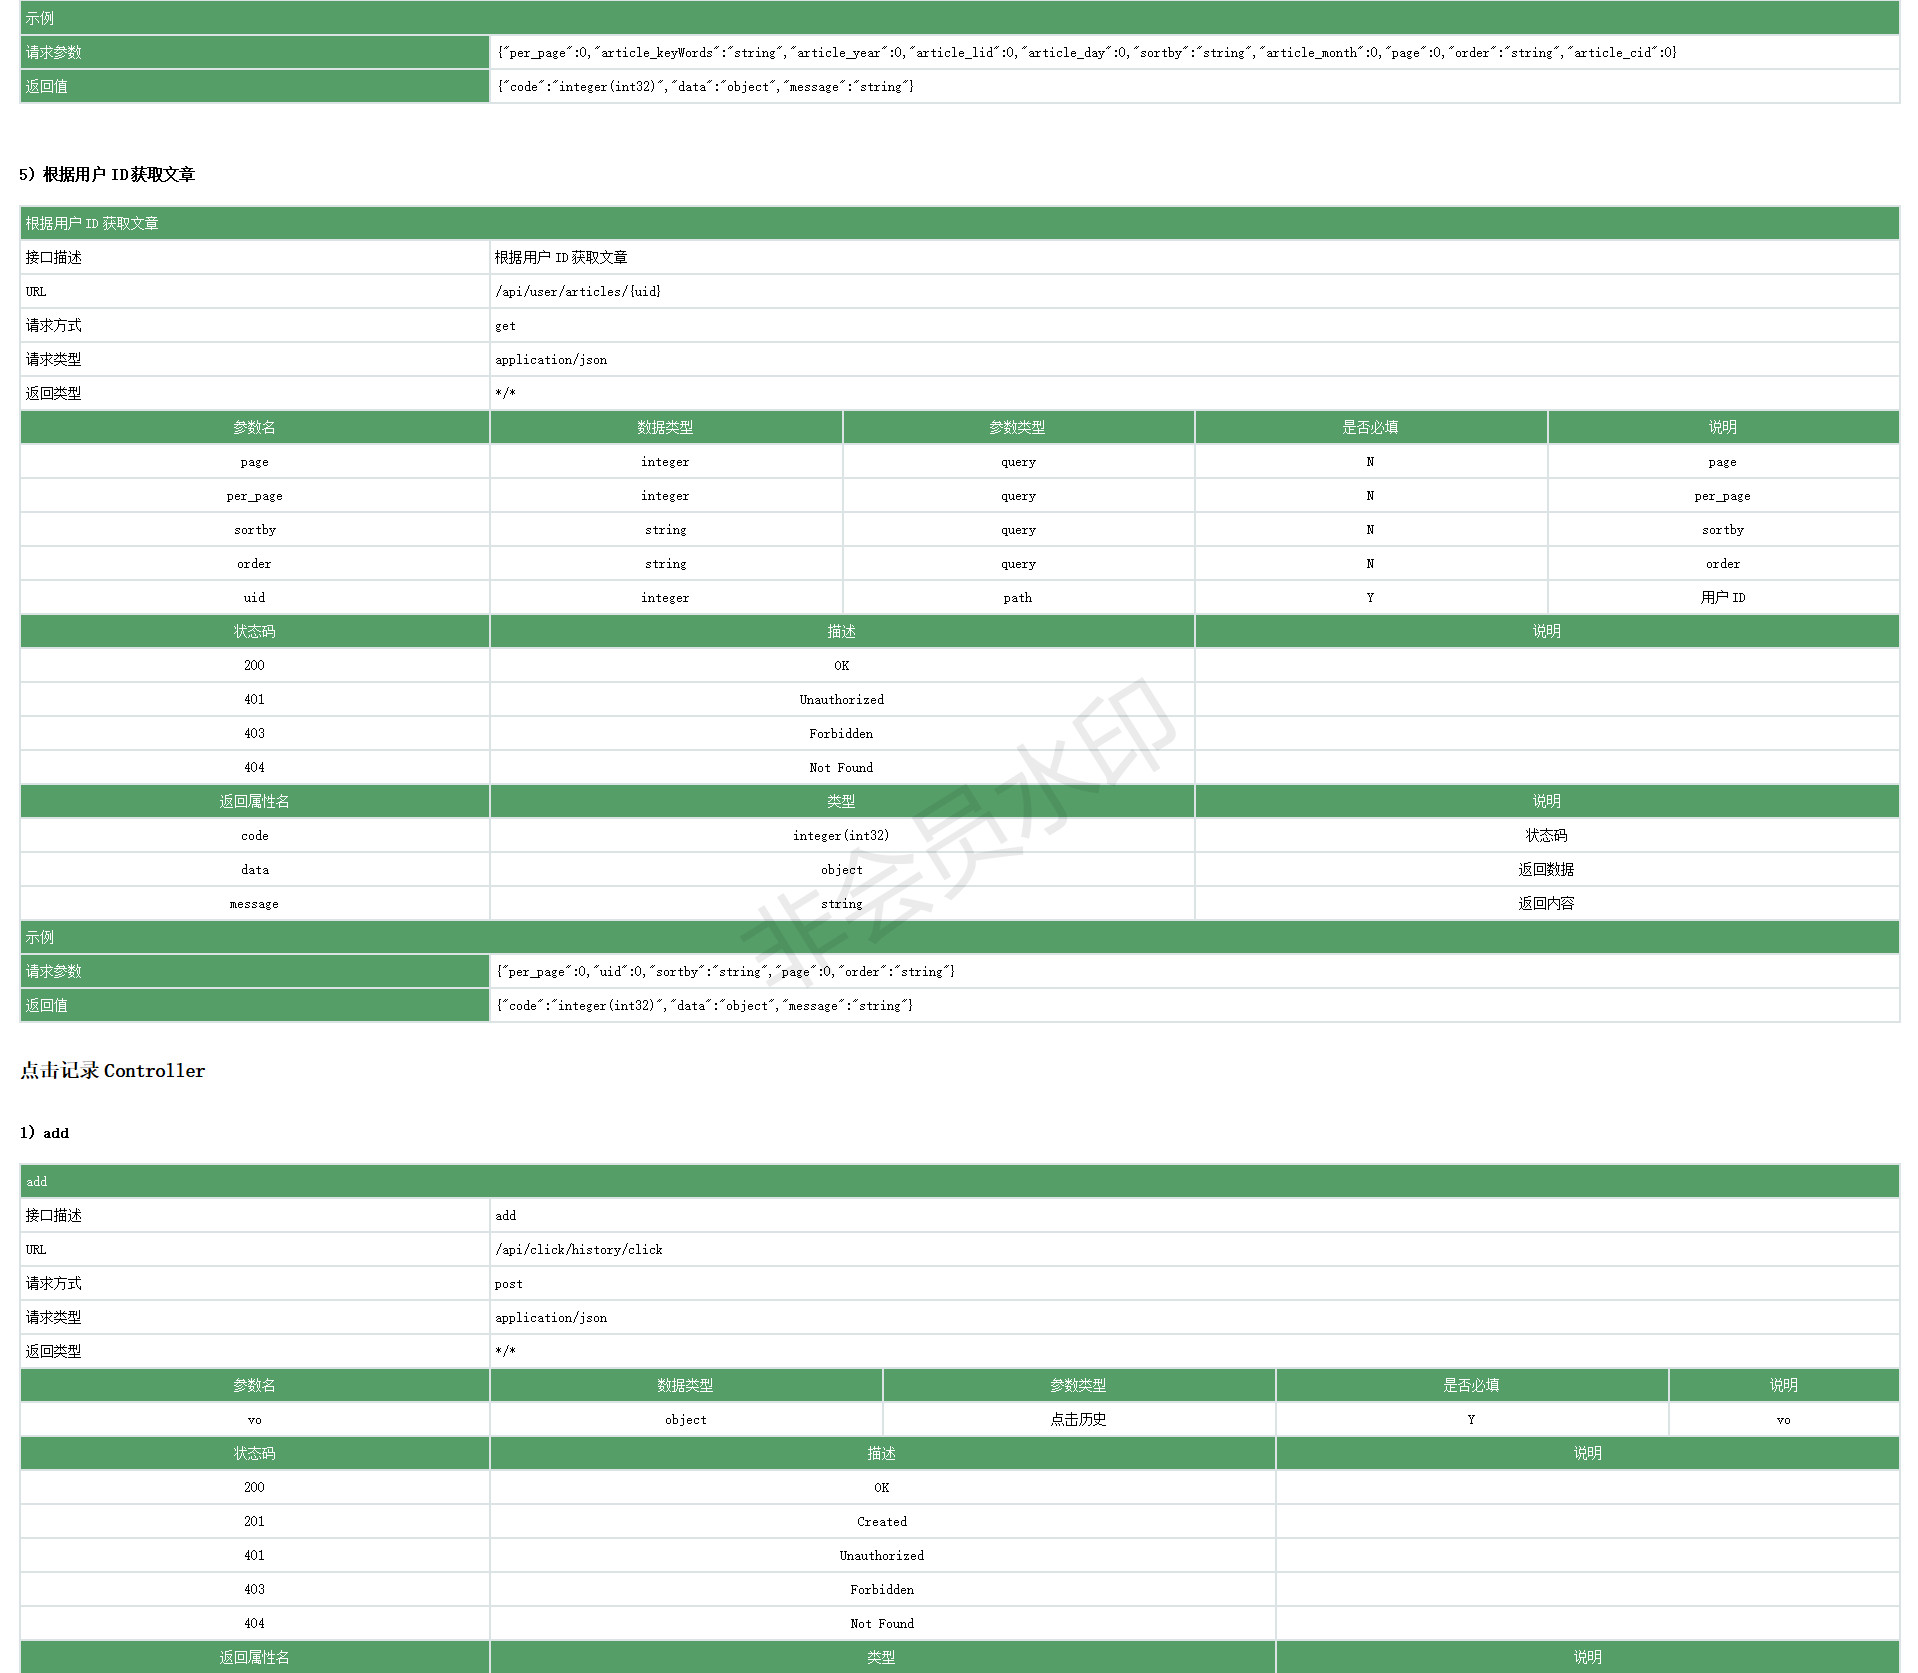 示例
请求参数 {"per_page":0,"article_keyWords":"string","article_year":0,"article_lid":0,"article_day":0,"sortby":"string","article_month":0,"page":0,"order":"string","article_cid":0}
返回值 {"code":"integer(int32)","data":"object","message":"string"}
5）根据用户 ID 获取文章
根据用户 ID 获取文章
接口描述 根据用户 ID 获取文章
URL /api/user/articles/{uid}
请求方式 get
请求类型 application/json
返回类型 */*
参数名 数据类型 参数类型 是否必填 说明
page integer query N page
per_page integer query N per_page
sortby string query N sortby
order string query N order
uid integer path Y 用户 ID
状态码 描述 说明
200 OK
401 Unauthorized
403 Forbidden
404 Not Found
返回属性名 类型 说明
code integer(int32) 状态码
data object 返回数据
message string 返回内容
示例
请求参数 {"per_page":0,"uid":0,"sortby":"string","page":0,"order":"string"}
返回值 {"code":"integer(int32)","data":"object","message":"string"}
非会员水印
点击记录 Controller
1）add
add
接口描述 add
URL /api/click/history/click
请求方式 post
请求类型 application/json
返回类型 */*
参数名 数据类型 参数类型 是否必填 说明
vo object 点击历史 Y vo
状态码 描述 说明
200 OK
201 Created
401 Unauthorized
403 Forbidden
404 Not Found
返回属性名 类型 说明